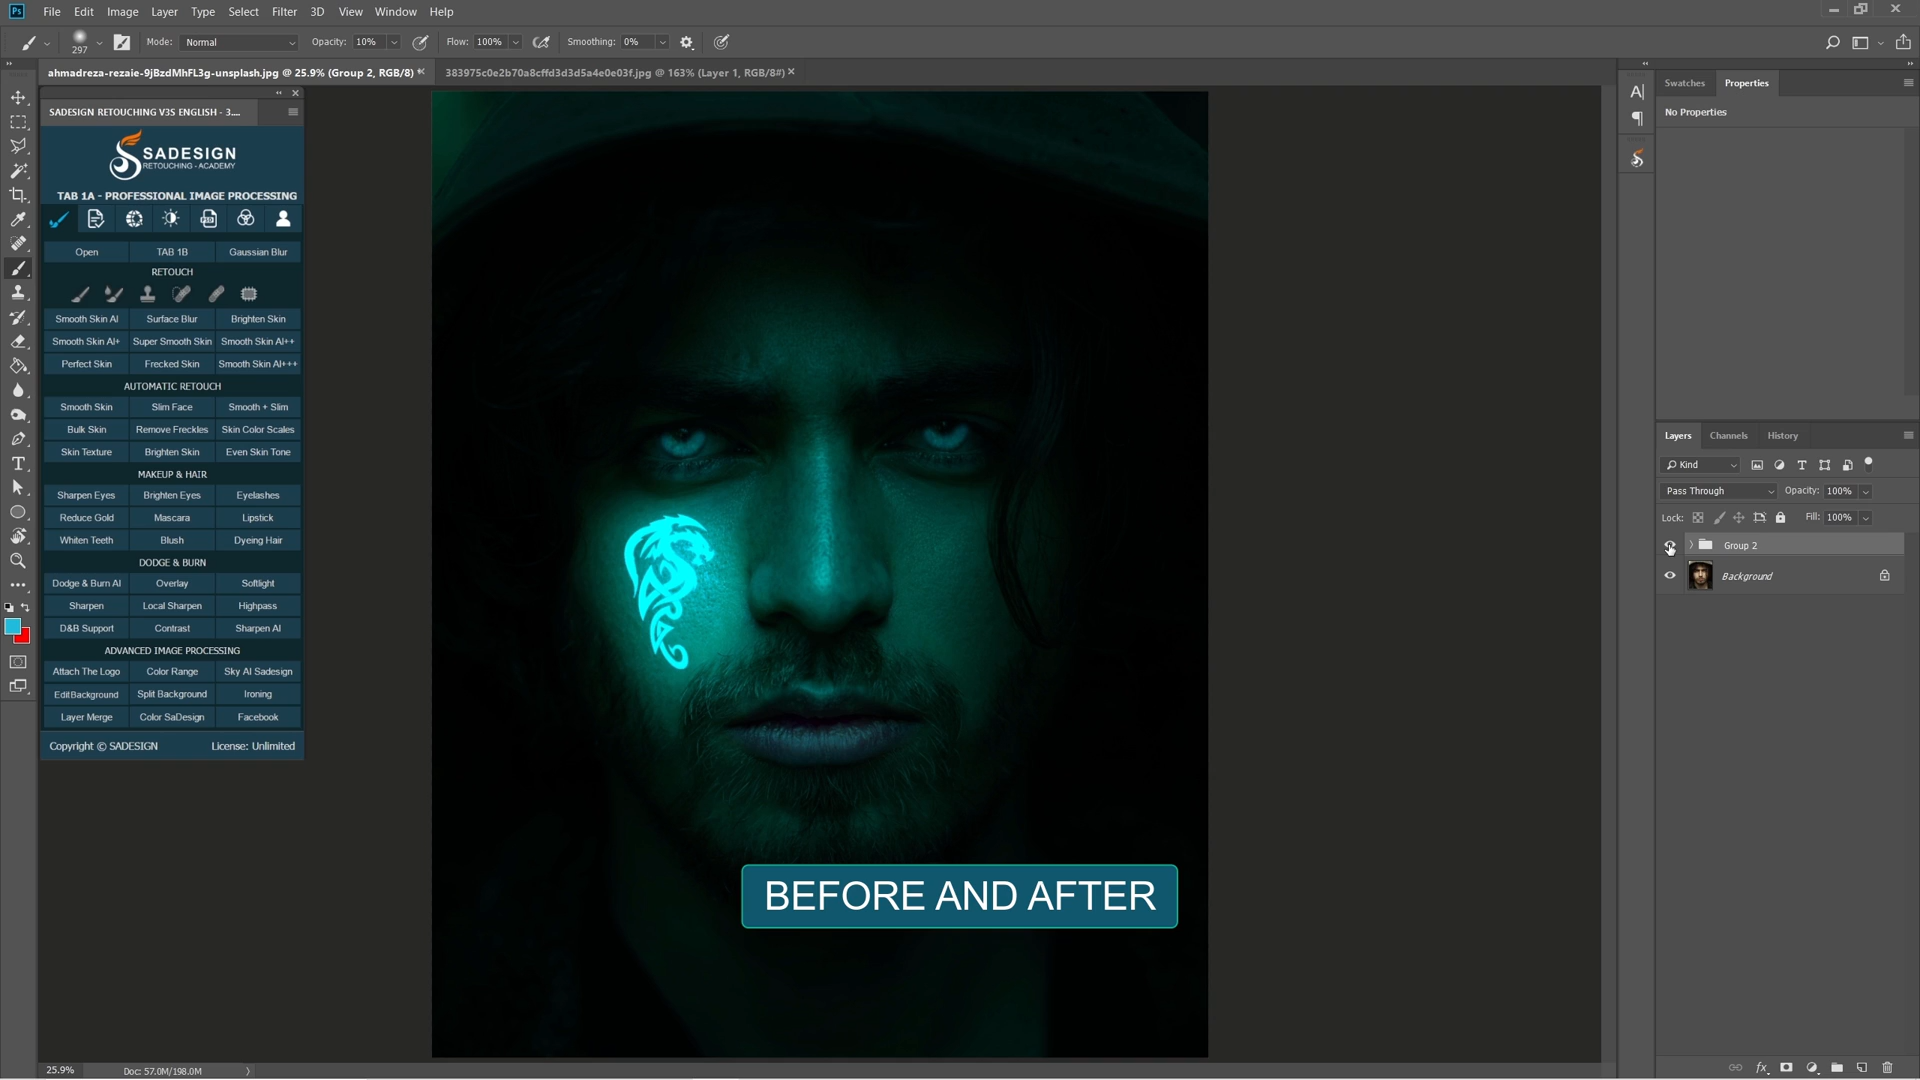 File Edit Image Layer Type Select Filter 3D View Window Help
297 Mode: Normal Opacity: 10% Flow: 100% Smoothing: 0%
ahmadreza-rezaie-9jBzdMhFL3g-unsplash.jpg @ 25.9% (Group 2, RGB/8) *
383975c0e2b70a8cffd3d3d5a4e0e03f.jpg @ 163% (Layer 1, RGB/8#)
SADESIGN RETOUCHING V3S ENGLISH - 3....
SADESIGN
RETOUCHING - ACADEMY
TAB 1A - PROFESSIONAL IMAGE PROCESSING
Open TAB 1B Gaussian Blur
RETOUCH
Smooth Skin AI Surface Blur Brighten Skin
Smooth Skin AI+ Super Smooth Skin Smooth Skin AI++
Perfect Skin Frecked Skin Smooth Skin AI+++
AUTOMATIC RETOUCH
Smooth Skin Slim Face Smooth + Slim
Bulk Skin Remove Freckles Skin Color Scales
Skin Texture Brighten Skin Even Skin Tone
MAKEUP & HAIR
Sharpen Eyes Brighten Eyes Eyelashes
Reduce Gold Mascara Lipstick
Whiten Teeth Blush Dyeing Hair
DODGE & BURN
Dodge & Burn AI Overlay Softlight
Sharpen Local Sharpen Highpass
D&B Support Contrast Sharpen AI
ADVANCED IMAGE PROCESSING
Attach The Logo Color Range Sky AI Sadesign
EditBackground Split Background Ironing
Layer Merge Color SaDesign Facebook
Copyright © SADESIGN License: Unlimited
BEFORE AND AFTER
Swatches Properties
No Properties
Layers Channels History
Kind
Pass Through Opacity: 100%
Lock: Fill: 100%
Group 2
Background
25.9% Doc: 57.0M/198.0M